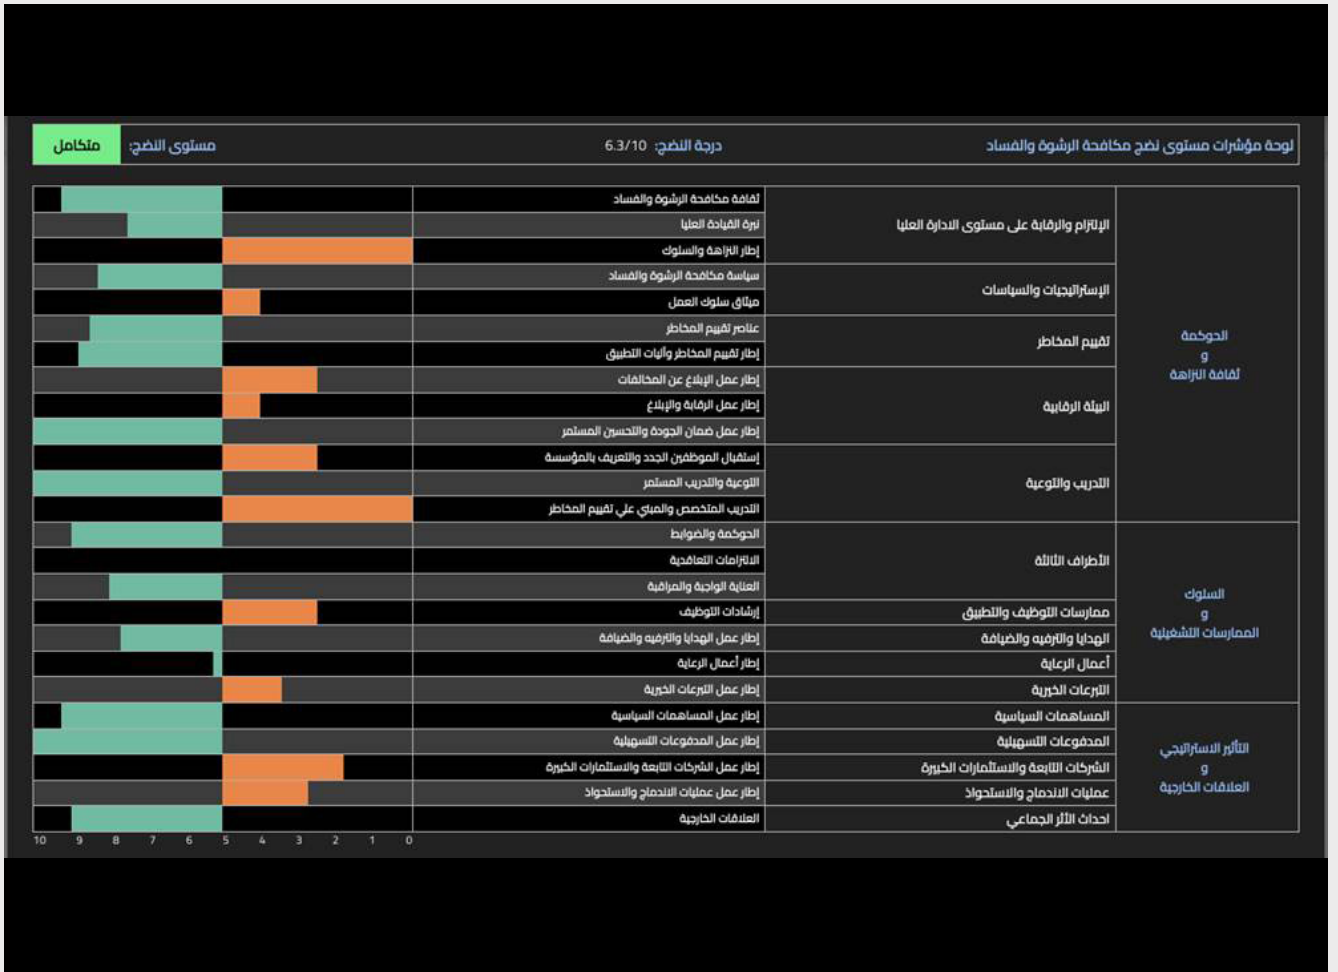 لوحة مؤشرات مستوى نضج مكافحة الرشوة والفساد
درجة النضج: 6.3/10
مستوى النضج:
متكامل
الحوكمة
و
ثقافة النزاهة
الإلتزام والرقابة على مستوى الادارة العليا
ثقافة مكافحة الرشوة والفساد
نبرة القيادة العليا
إطار النزاهة والسلوك
الإستراتيجيات والسياسات
سياسة مكافحة الرشوة والفساد
ميثاق سلوك العمل
تقييم المخاطر
عناصر تقييم المخاطر
إطار تقييم المخاطر وآليات التطبيق
البيئة الرقابية
إطار عمل الإبلاغ عن المخالفات
إطار عمل الرقابة والإبلاغ
إطار عمل ضمان الجودة والتحسين المستمر
التدريب والتوعية
إستقبال الموظفين الجدد والتعريف بالمؤسسة
التوعية والتدريب المستمر
التدريب المتخصص والمبني علي تقييم المخاطر
السلوك
و
الممارسات التشغيلية
الأطراف الثالثة
الحوكمة والضوابط
الالتزامات التعاقدية
العناية الواجبة والمراقبة
ممارسات التوظيف والتطبيق
إرشادات التوظيف
الهدايا والترفيه والضيافة
إطار عمل الهدايا والترفيه والضيافة
أعمال الرعاية
إطار أعمال الرعاية
التبرعات الخيرية
إطار عمل التبرعات الخيرية
التأثير الاستراتيجي
و
العلاقات الخارجية
المساهمات السياسية
إطار عمل المساهمات السياسية
المدفوعات التسهيلية
إطار عمل المدفوعات التسهيلية
الشركات التابعة والاستثمارات الكبيرة
إطار عمل الشركات التابعة والاستثمارات الكبيرة
عمليات الاندماج والاستحواذ
إطار عمل عمليات الاندماج والاستحواذ
احداث الأثر الجماعي
العلاقات الخارجية
10 9 8 7 6 5 4 3 2 1 0